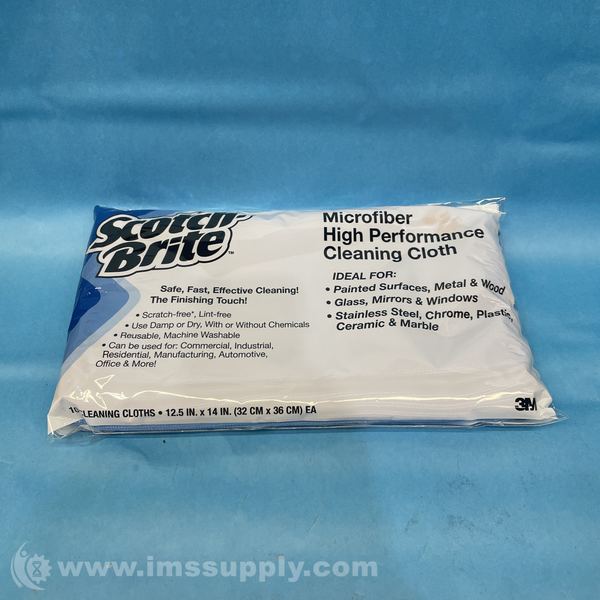 Scotch-
Brite™
Microfiber
High Performance
Cleaning Cloth
Safe, Fast, Effective Cleaning!
The Finishing Touch!
• Scratch-free*, Lint-free
• Use Damp or Dry, With or Without Chemicals
• Reusable, Machine Washable
• Can be used for: Commercial, Industrial,
Residential, Manufacturing, Automotive,
Office & More!
IDEAL FOR:
• Painted Surfaces, Metal & Wood
• Glass, Mirrors & Windows
• Stainless Steel, Chrome, Plastic,
Ceramic & Marble
10 CLEANING CLOTHS • 12.5 IN. x 14 IN. (32 CM x 36 CM) EA
3M
www.imssupply.com